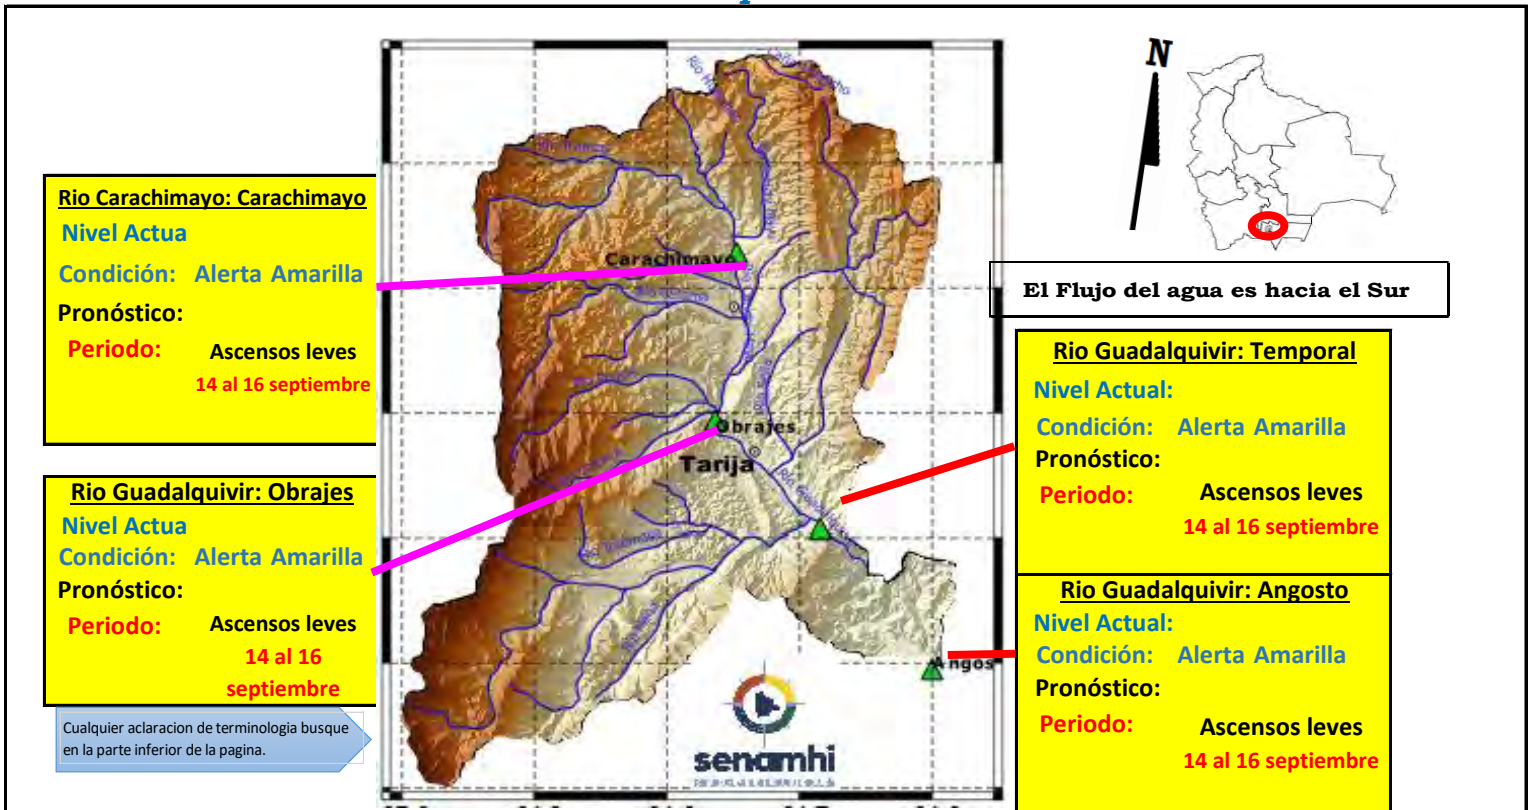 Rio Carachimayo: Carachimayo
Nivel Actua
Condición: Alerta Amarilla
Pronóstico:
Periodo: Ascensos leves
14 al 16 septiembre
Rio Guadalquivir: Obrajes
Nivel Actua
Condición: Alerta Amarilla
Pronóstico:
Periodo: Ascensos leves
14 al 16
septiembre
Cualquier aclaracion de terminologia busque
en la parte inferior de la pagina.
Carachimayo
Obrajes
Tarija
Angos
senamhi
N
El Flujo del agua es hacia el Sur
Rio Guadalquivir: Temporal
Nivel Actual:
Condición: Alerta Amarilla
Pronóstico:
Periodo: Ascensos leves
14 al 16 septiembre
Rio Guadalquivir: Angosto
Nivel Actual:
Condición: Alerta Amarilla
Pronóstico:
Periodo: Ascensos leves
14 al 16 septiembre